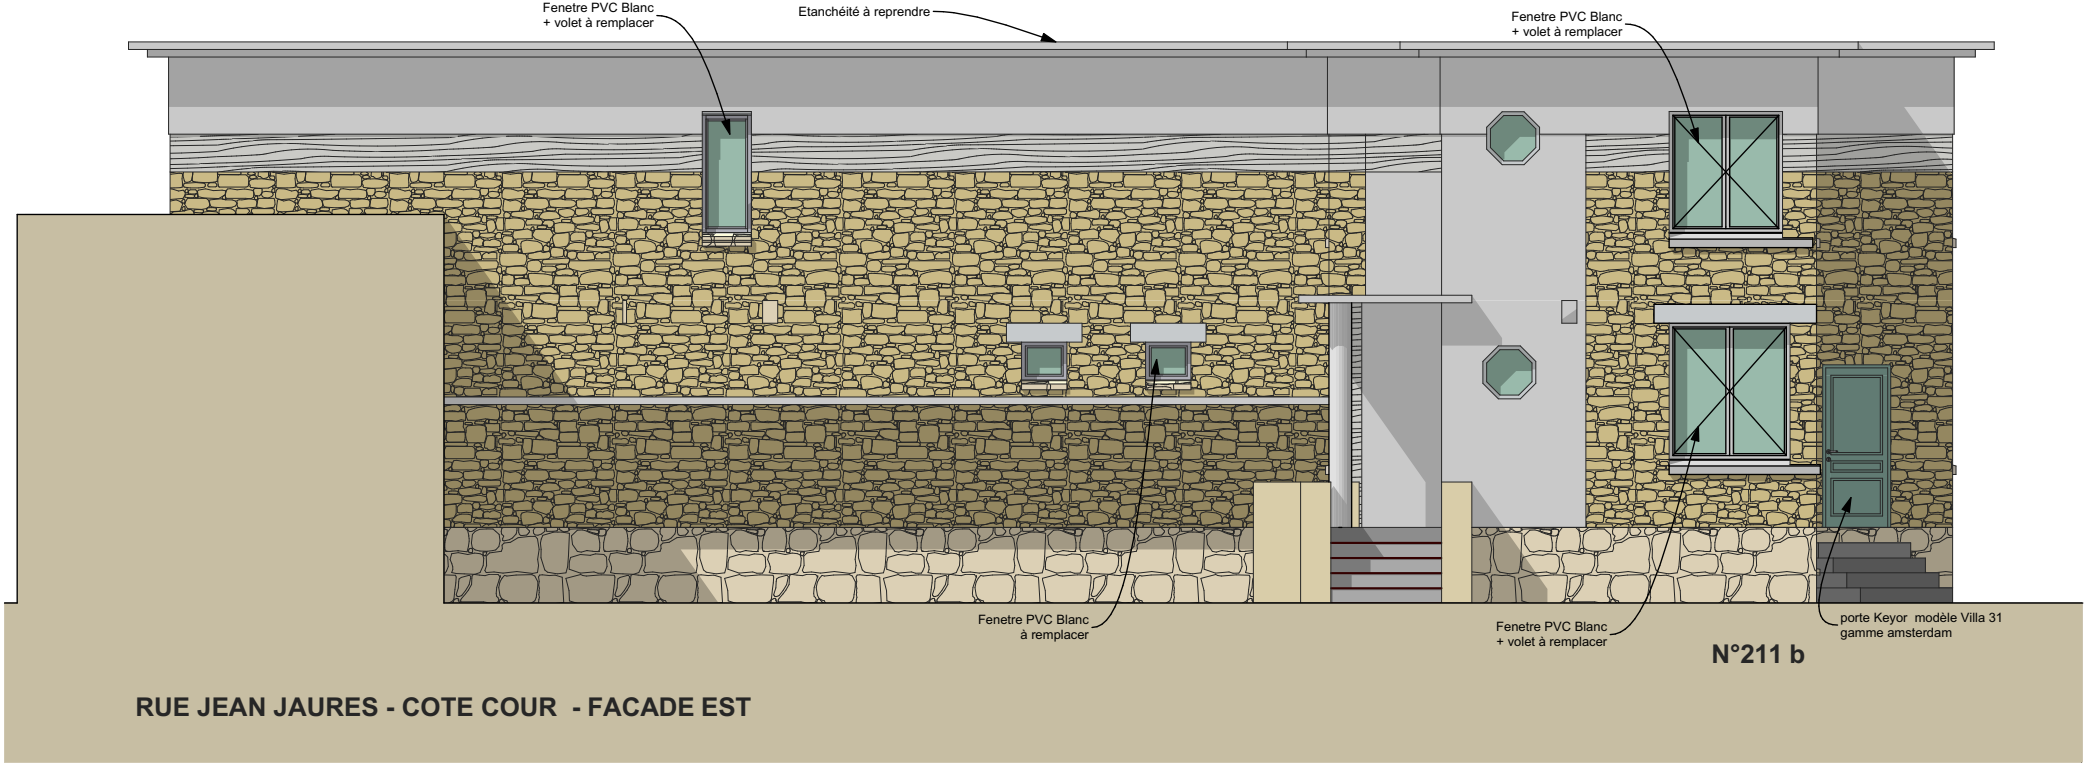 Fenetre PVC Blanc
+ volet à remplacer
Etanchéité à reprendre
Fenetre PVC Blanc
+ volet à remplacer
Fenetre PVC Blanc
à remplacer
Fenetre PVC Blanc
+ volet à remplacer
porte Keyor modèle Villa 31
gamme amsterdam
N°211 b
RUE JEAN JAURES - COTE COUR - FACADE EST